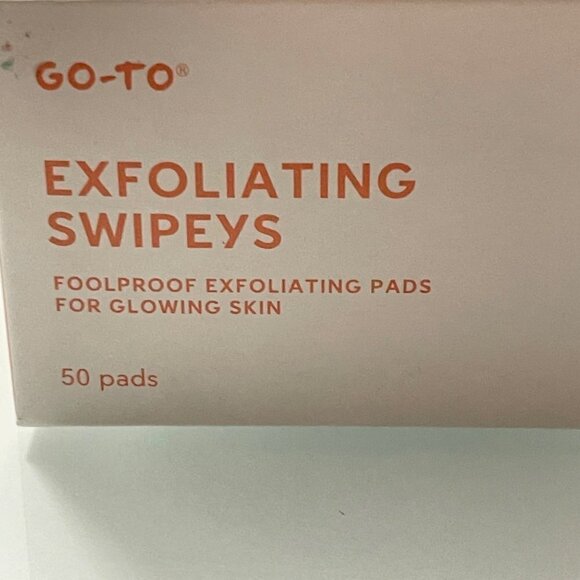 GO-TO®
EXFOLIATING
SWIPEYS
FOOLPROOF EXFOLIATING PADS
FOR GLOWING SKIN
50 pads